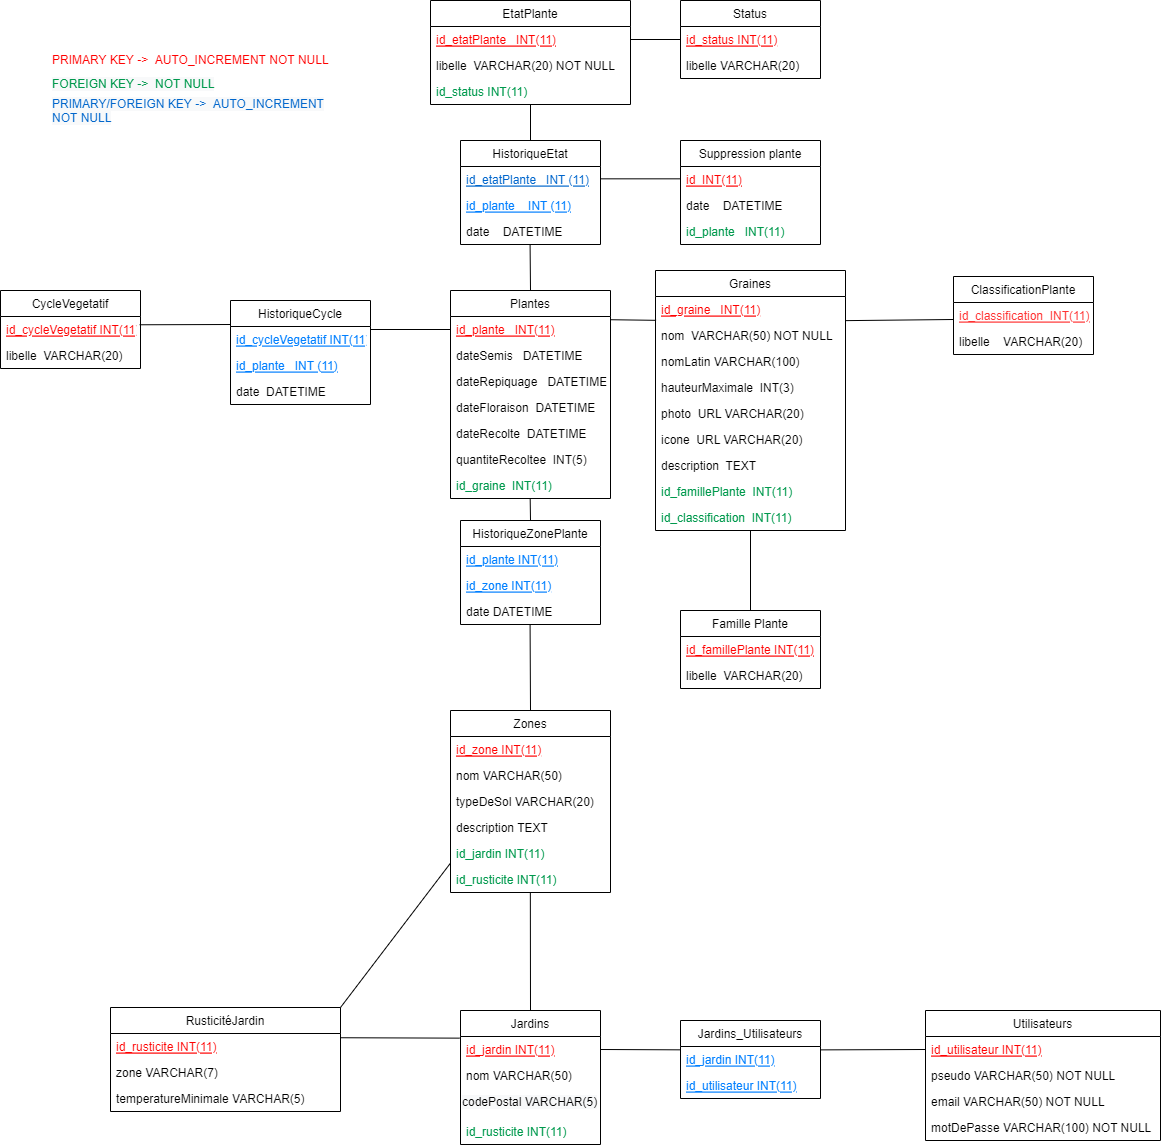 PRIMARY KEY -> AUTO_INCREMENT NOT NULL
FOREIGN KEY -> NOT NULL
PRIMARY/FOREIGN KEY -> AUTO_INCREMENT
NOT NULL
EtatPlante
id_etatPlante INT(11)
libelle VARCHAR(20) NOT NULL
id_status INT(11)
Status
id_status INT(11)
libelle VARCHAR(20)
HistoriqueEtat
id_etatPlante INT (11)
id_plante INT (11)
date DATETIME
Suppression plante
id INT(11)
date DATETIME
id_plante INT(11)
CycleVegetatif
id_cycleVegetatif INT(11
libelle VARCHAR(20)
HistoriqueCycle
id_cycleVegetatif INT(11
id_plante INT (11)
date DATETIME
Plantes
id_plante INT(11)
dateSemis DATETIME
dateRepiquage DATETIME
dateFloraison DATETIME
dateRecolte DATETIME
quantiteRecoltee INT(5)
id_graine INT(11)
Graines
id_graine INT(11)
nom VARCHAR(50) NOT NULL
nomLatin VARCHAR(100)
hauteurMaximale INT(3)
photo URL VARCHAR(20)
icone URL VARCHAR(20)
description TEXT
id_famillePlante INT(11)
id_classification INT(11)
ClassificationPlante
id_classification INT(11)
libelle VARCHAR(20)
HistoriqueZonePlante
id_plante INT(11)
id_zone INT(11)
date DATETIME
Famille Plante
id_famillePlante INT(11)
libelle VARCHAR(20)
Zones
id_zone INT(11)
nom VARCHAR(50)
typeDeSol VARCHAR(20)
description TEXT
id_jardin INT(11)
id_rusticite INT(11)
RusticitéJardin
id_rusticite INT(11)
zone VARCHAR(7)
temperatureMinimale VARCHAR(5)
Jardins
id_jardin INT(11)
nom VARCHAR(50)
codePostal VARCHAR(5)
id_rusticite INT(11)
Jardins_Utilisateurs
id_jardin INT(11)
id_utilisateur INT(11)
Utilisateurs
id_utilisateur INT(11)
pseudo VARCHAR(50) NOT NULL
email VARCHAR(50) NOT NULL
motDePasse VARCHAR(100) NOT NULL